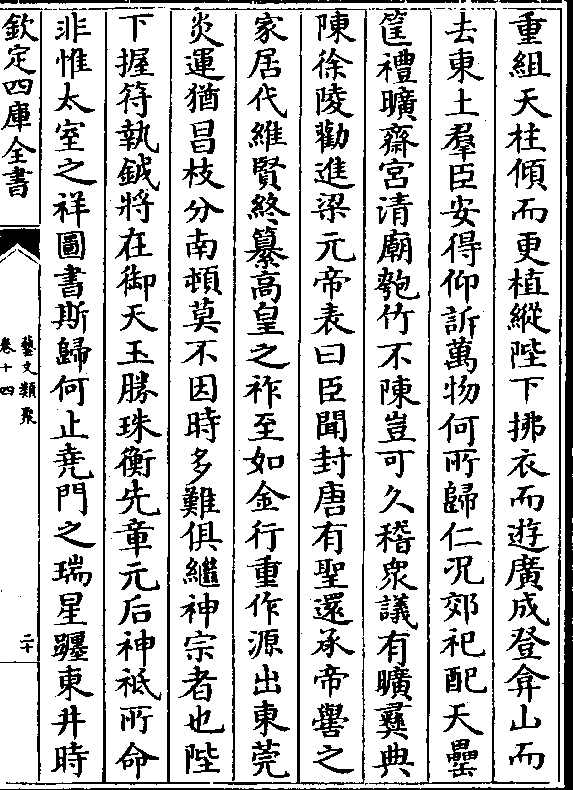 重組天柱傾而更植縱陛下拂衣而遊廣成登弇山而
去東土羣臣安得仰訴萬物何所歸仁况郊祀配天罍
篚禮曠齋宮清廟匏竹不陳豈可久稽衆議有曠彛典
陳徐陵勸進梁元帝表曰臣聞封唐有聖還承帝嚳之
家居代維賢終纂高皇之祚至如金行重作源出東莞
炎運猶昌枝分南頓莫不因時多難俱繼神宗者也陛
下握符執鉞將在御天玉勝珠衡先章元后神祗所命
非惟太室之祥圖書斯歸何止堯門之瑞星躔東井時
欽定四庫全書
藝文類聚
卷十四
二十